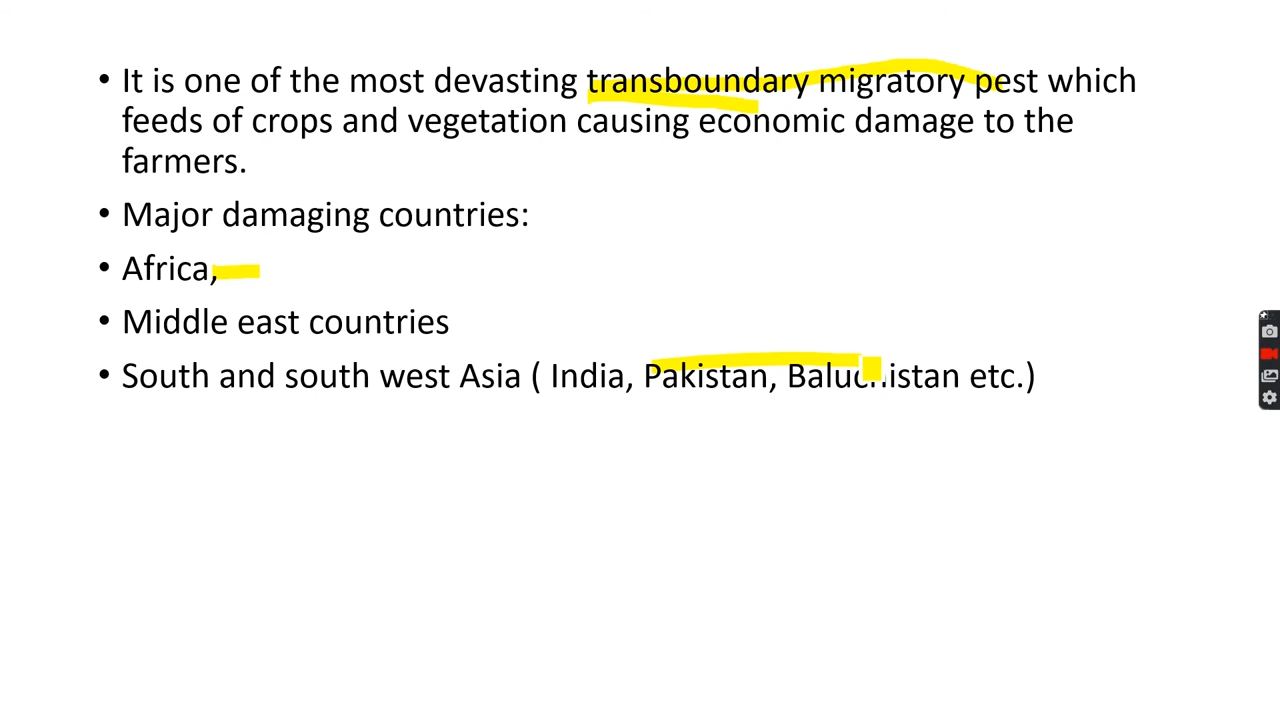 • It is one of the most devasting transboundary migratory pest which
feeds of crops and vegetation causing economic damage to the
farmers.
• Major damaging countries:
• Africa,
• Middle east countries
• South and south west Asia ( India, Pakistan, Baluchistan etc.)